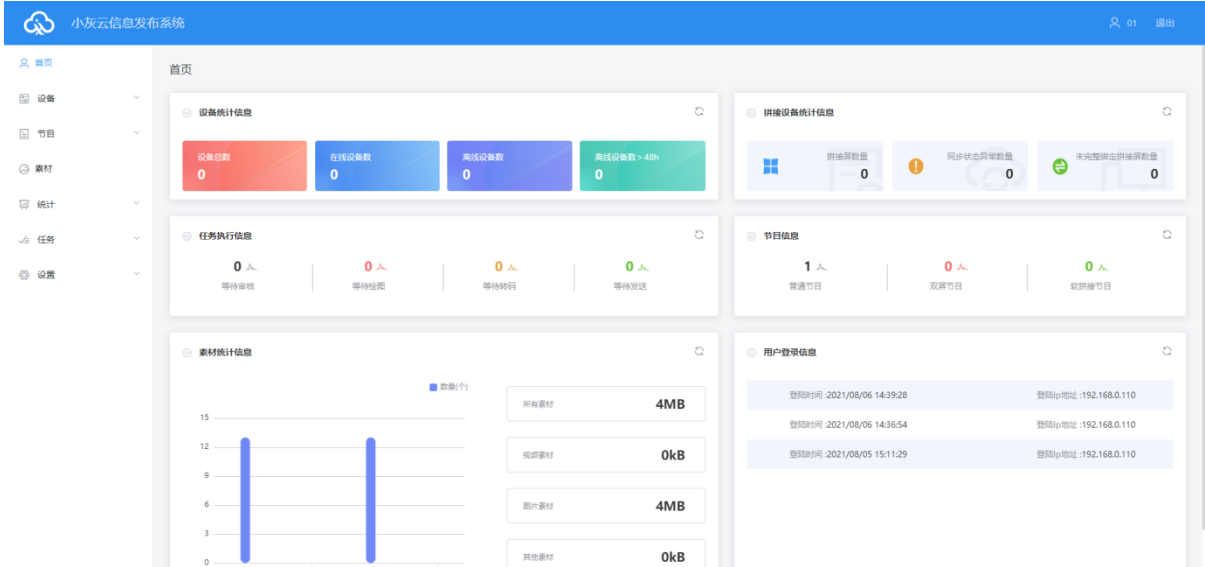 小灰云信息发布系统
01 退出
首页
设备
节目
素材
统计
任务
设置
首页
设备统计信息
设备总数
0
在线设备数
0
离线设备数
0
离线设备数 > 48h
0
拼接设备统计信息
拼接屏数量
0
同步状态异常数量
0
未完整绑定拼接屏数量
0
任务执行信息
0
等待审核
0
等待绘图
0
等待转码
0
等待发送
节目信息
1
普通节目
0
双屏节目
0
软拼接节目
素材统计信息
数量(个)
15
12
9
6
3
0
所有素材 4MB
视频素材 0kB
图片素材 4MB
其他素材 0kB
用户登录信息
登陆时间 :2021/08/06 14:39:28 登陆Ip地址 :192.168.0.110
登陆时间 :2021/08/06 14:36:54 登陆Ip地址 :192.168.0.110
登陆时间 :2021/08/05 15:11:29 登陆Ip地址 :192.168.0.110